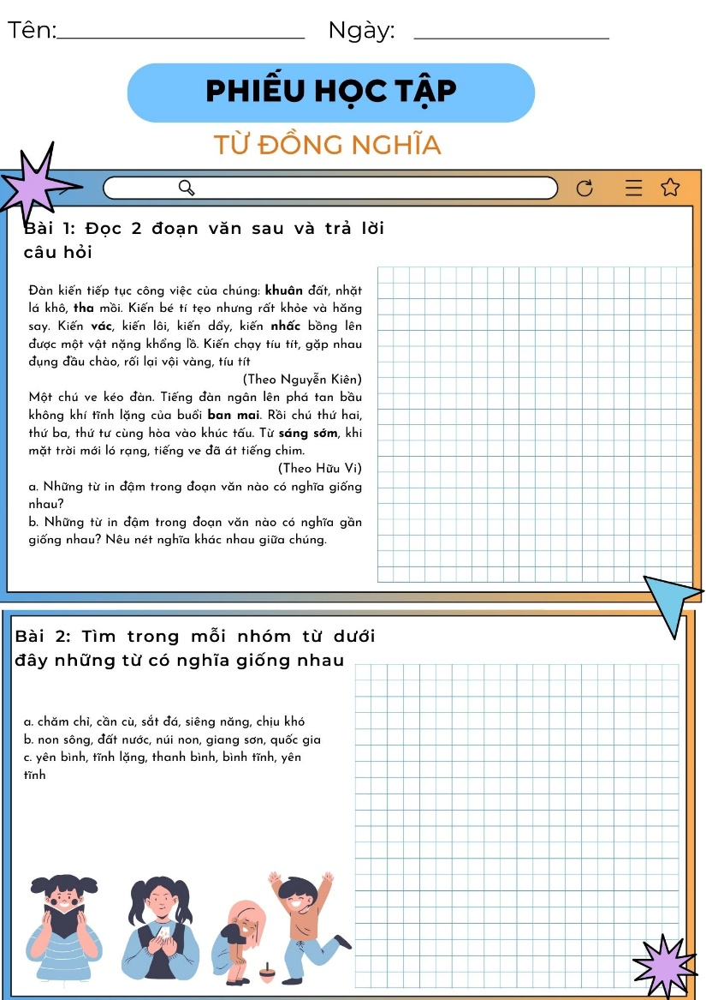 Tên: Ngày:
PHIẾU HỌC TẬP
TỪ ĐỒNG NGHĨA
Bài 1: Đọc 2 đoạn văn sau và trả lời
câu hỏi
Đàn kiến tiếp tục công việc của chúng: khuân đất, nhặt
lá khô, tha mồi. Kiến bé tí tẹo nhưng rất khỏe và hăng
say. Kiến vác, kiến lôi, kiến đẩy, kiến nhấc bổng lên
được một vật nặng khổng lồ. Kiến chạy tíu tít, gặp nhau
đụng đầu chào, rối lại vội vàng, tíu tít
(Theo Nguyễn Kiên)
Một chú ve kéo đàn. Tiếng đàn ngân lên phá tan bầu
không khí tĩnh lặng của buổi ban mai. Rồi chú thứ hai,
thứ ba, thứ tư cùng hòa vào khúc tấu. Từ sáng sớm, khi
mặt trời mới ló rạng, tiếng ve đã át tiếng chim.
(Theo Hữu Vi)
a. Những từ in đậm trong đoạn văn nào có nghĩa giống
nhau?
b. Những từ in đậm trong đoạn văn nào có nghĩa gần
giống nhau? Nêu nét nghĩa khác nhau giữa chúng.
Bài 2: Tìm trong mỗi nhóm từ dưới
đây những từ có nghĩa giống nhau
a. chăm chỉ, cần cù, sắt đá, siêng năng, chịu khó
b. non sông, đất nước, núi non, giang sơn, quốc gia
c. yên bình, tĩnh lặng, thanh bình, bình tĩnh, yên
tĩnh